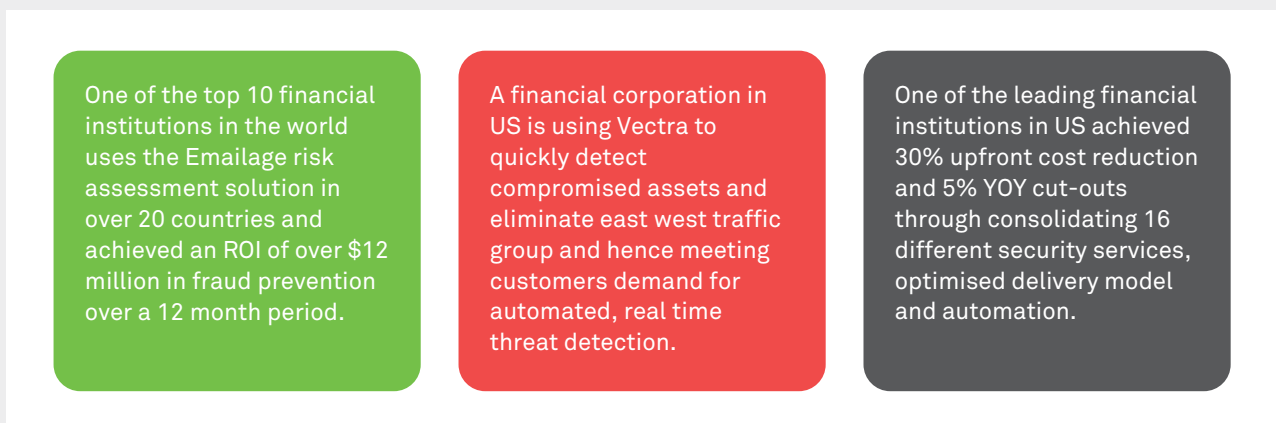 One of the top 10 financial
institutions in the world
uses the Emailage risk
assessment solution in
over 20 countries and
achieved an ROI of over $12
million in fraud prevention
over a 12 month period.
A financial corporation in
US is using Vectra to
quickly detect
compromised assets and
eliminate east west traffic
group and hence meeting
customers demand for
automated, real time
threat detection.
One of the leading financial
institutions in US achieved
30% upfront cost reduction
and 5% YOY cut-outs
through consolidating 16
different security services,
optimised delivery model
and automation.